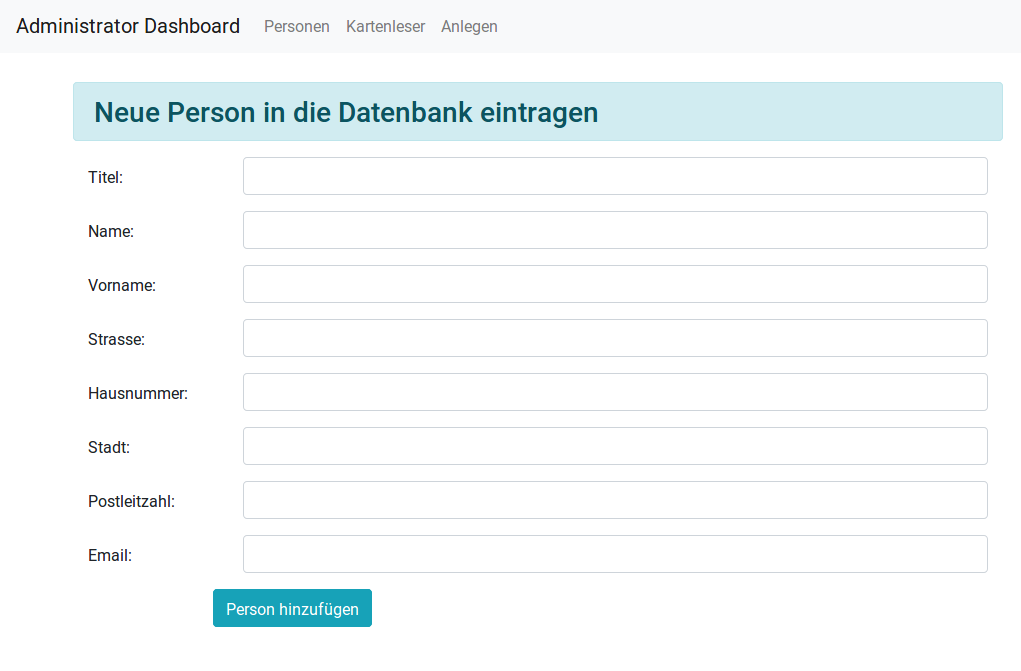 Administrator Dashboard Personen Kartenleser Anlegen
Neue Person in die Datenbank eintragen
Titel:
Name:
Vorname:
Strasse:
Hausnummer:
Stadt:
Postleitzahl:
Email:
Person hinzufügen